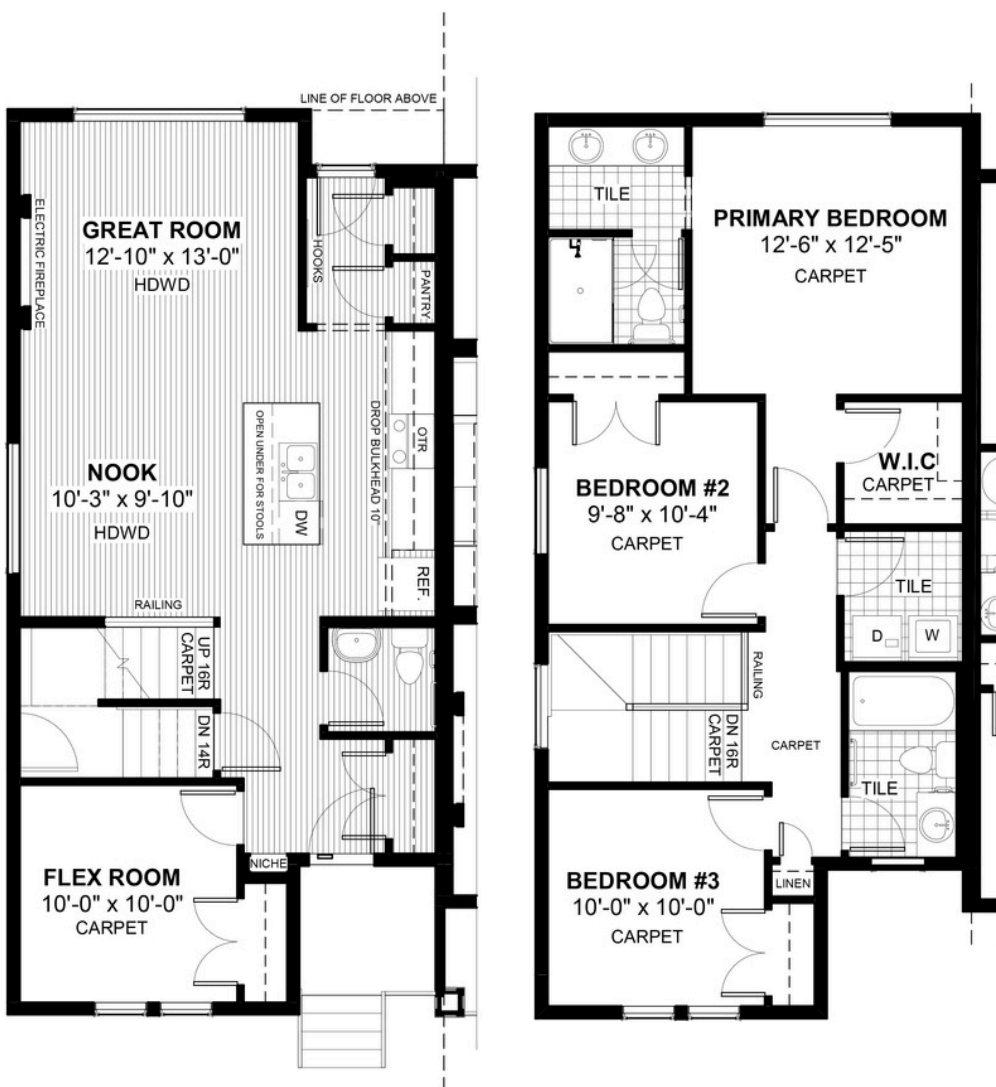 LINE OF FLOOR ABOVE
ELECTRIC FIREPLACE
GREAT ROOM
12'-10" x 13'-0"
HDWD
HOOKS
PANTRY
NOOK
10'-3" x 9'-10"
HDWD
OPEN UNDER FOR STOOLS
DW
DROP BULKHEAD 10"
OTR
REF.
RAILING
UP 16R
CARPET
DN 14R
NICHE
FLEX ROOM
10'-0" x 10'-0"
CARPET
TILE
PRIMARY BEDROOM
12'-6" x 12'-5"
CARPET
W.I.C
CARPET
BEDROOM #2
9'-8" x 10'-4"
CARPET
TILE
D
W
RAILING
DN 16R
CARPET
CARPET
TILE
LINEN
BEDROOM #3
10'-0" x 10'-0"
CARPET